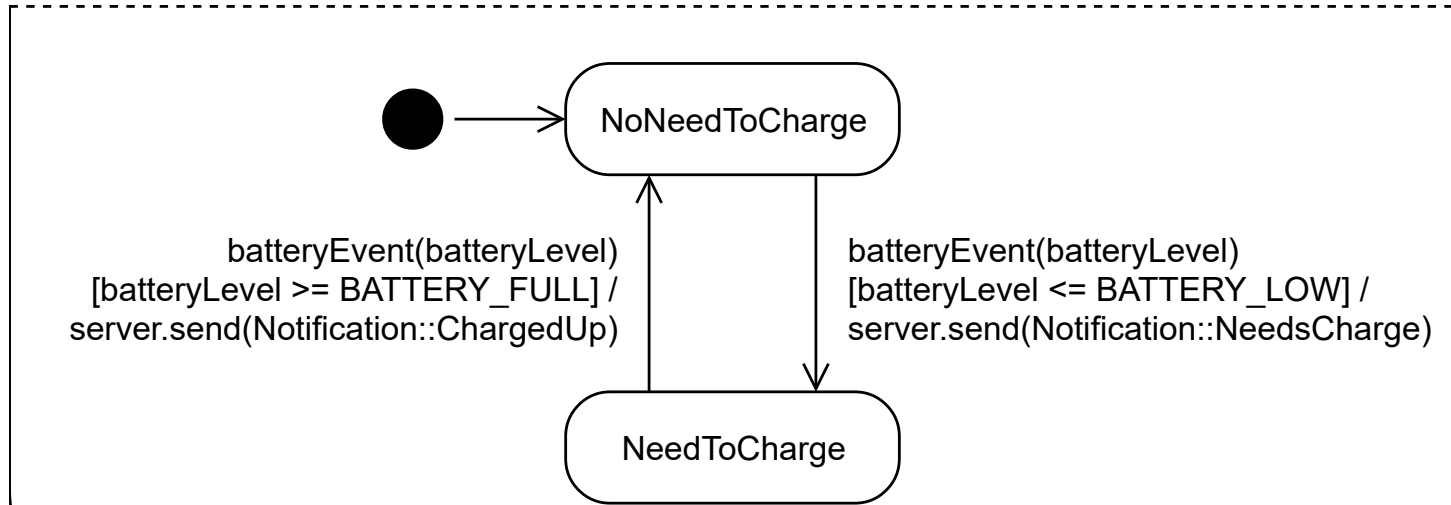 NoNeedToCharge
batteryEvent(batteryLevel)
[batteryLevel >= BATTERY_FULL] /
server.send(Notification::ChargedUp)
batteryEvent(batteryLevel)
[batteryLevel <= BATTERY_LOW] /
server.send(Notification::NeedsCharge)
NeedToCharge